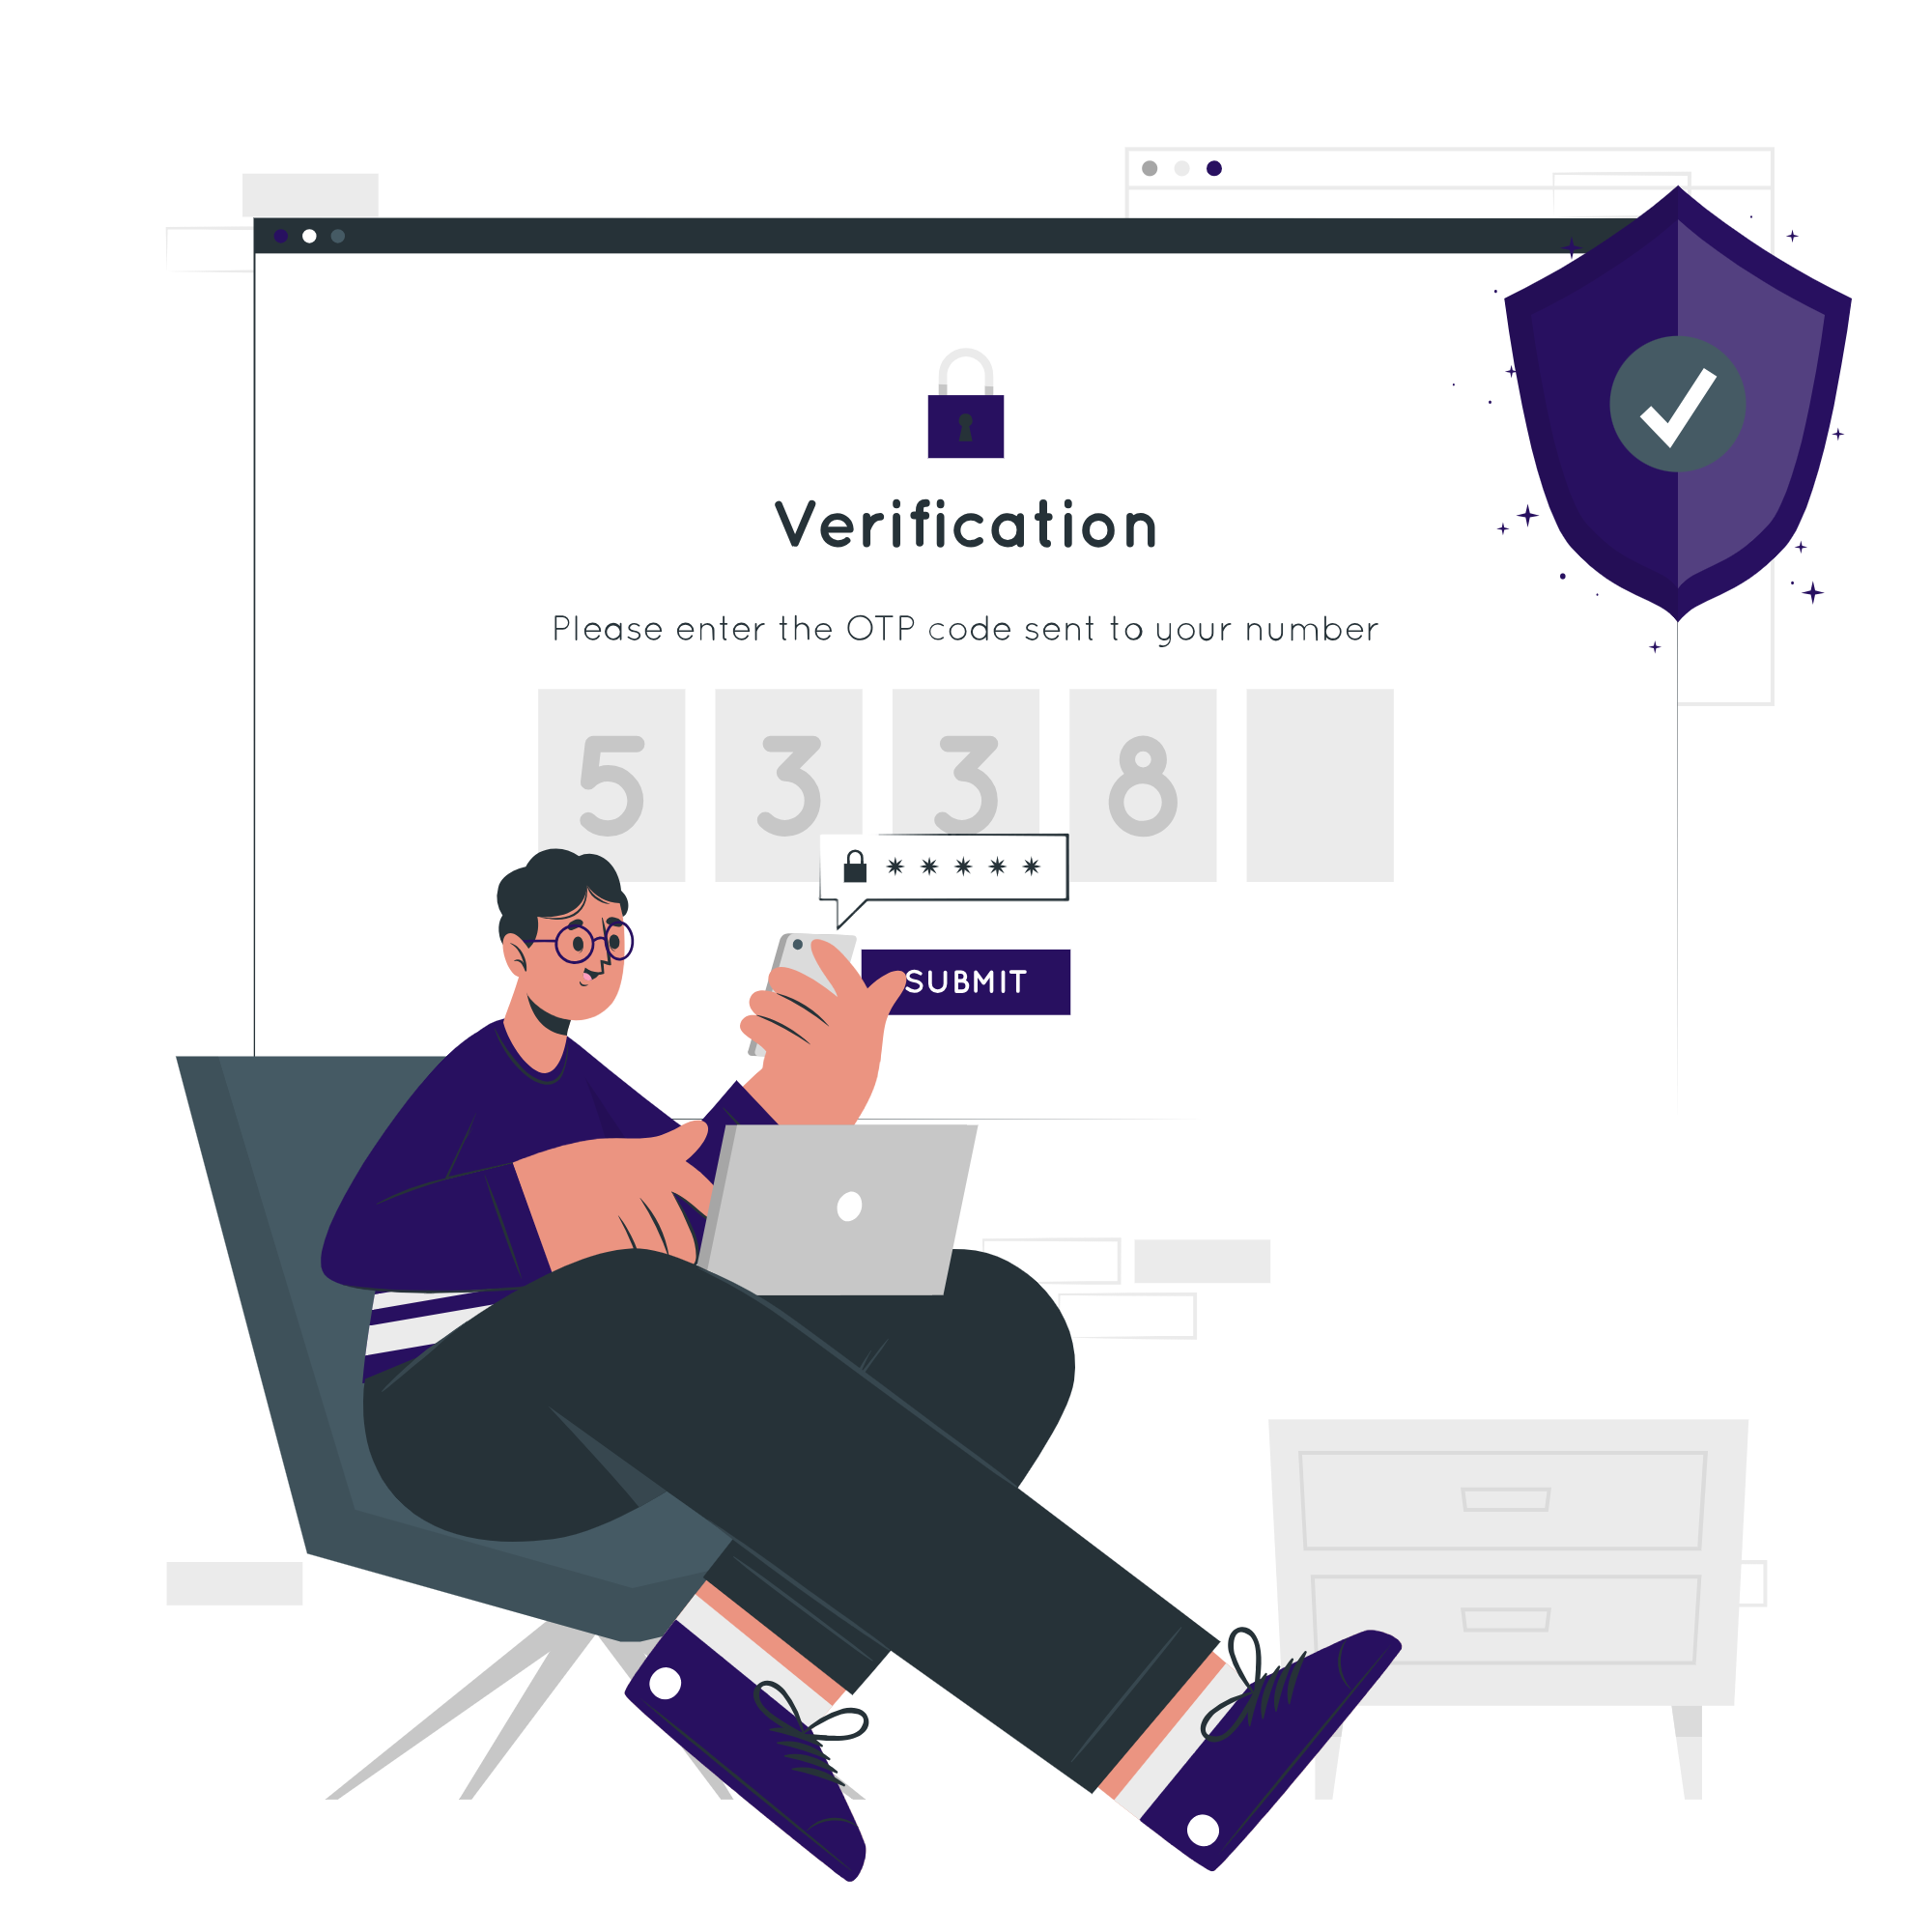 Verification
Please enter the OTP code sent to your number
5 3 3 8
* * * * *
SUBMIT